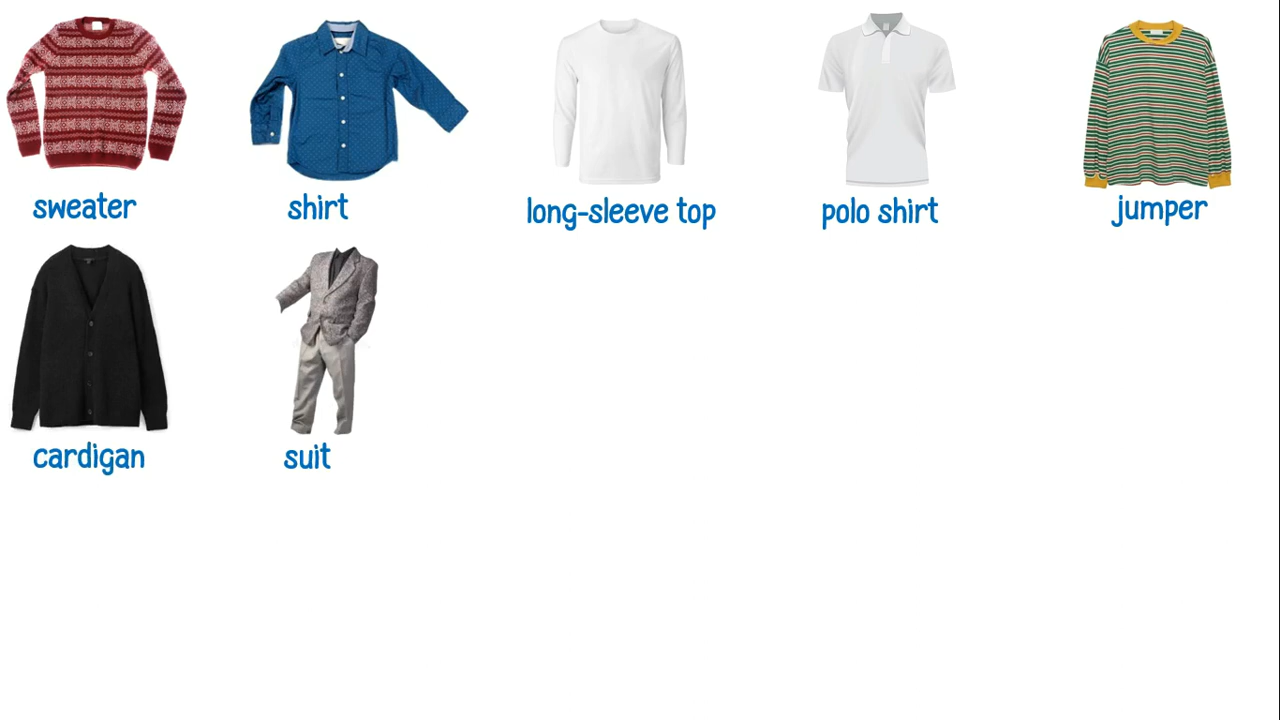 sweater
shirt
long-sleeve top
polo shirt
jumper
cardigan
suit